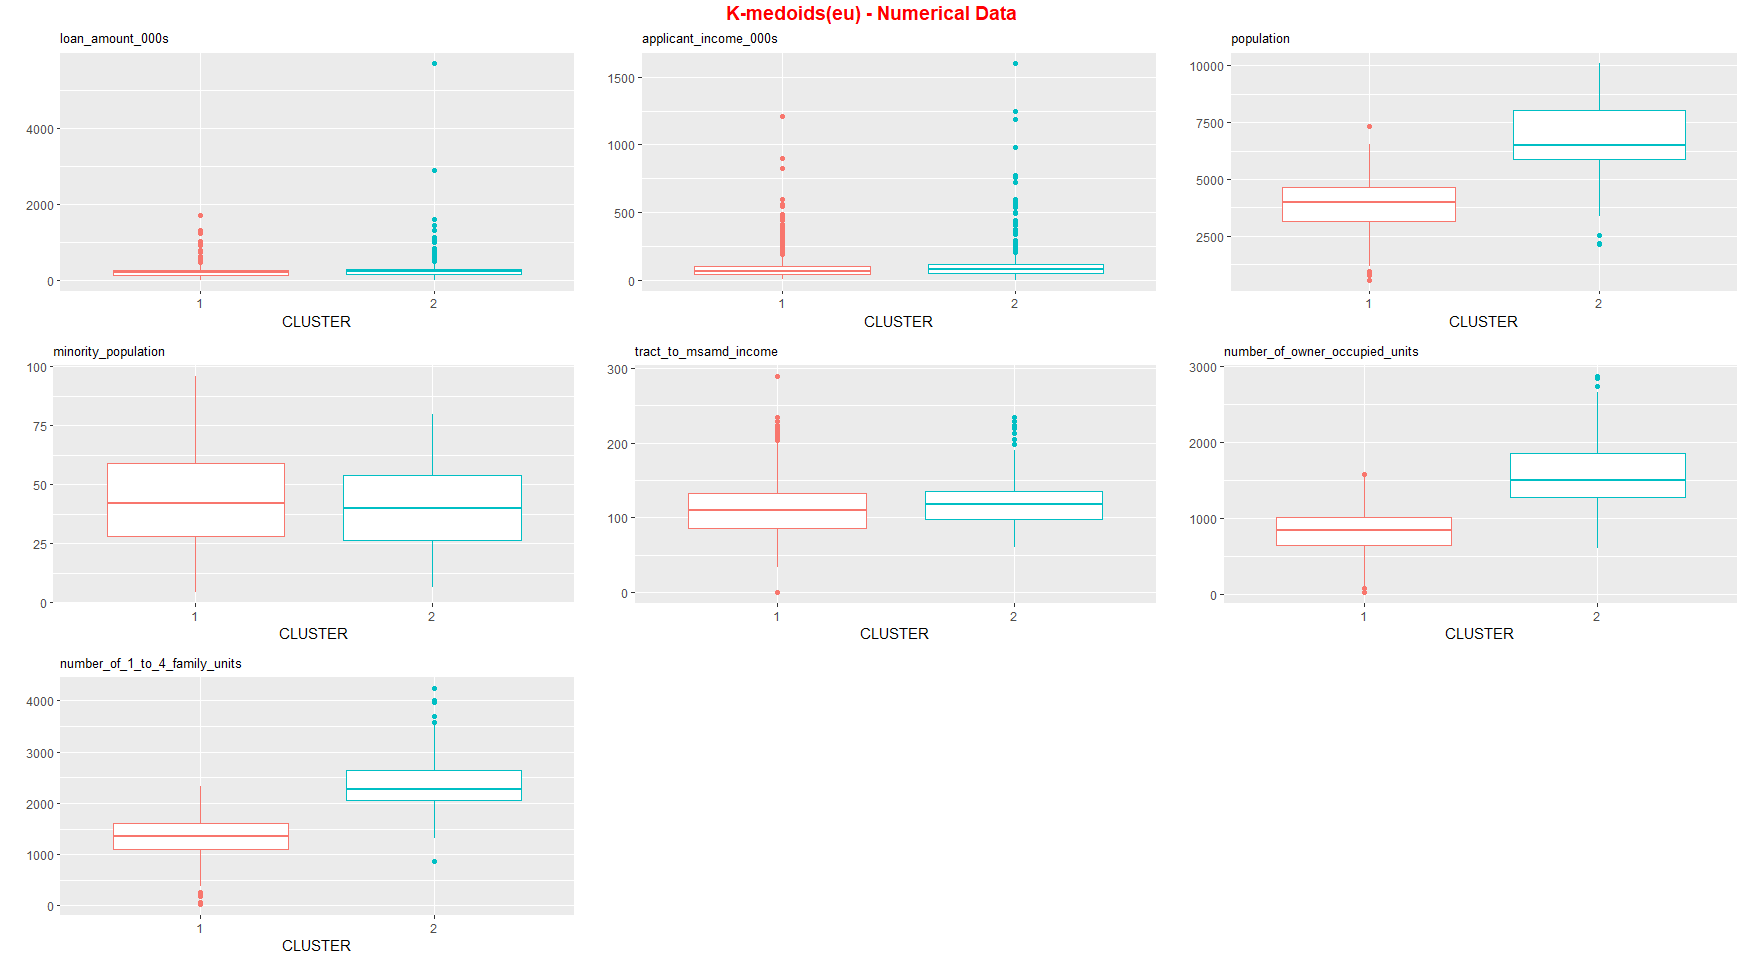 K-medoids(eu) - Numerical Data
loan_amount_000s
4000
2000
0
1
2
CLUSTER
applicant_income_000s
1500
1000
500
0
1
2
CLUSTER
population
10000
7500
5000
2500
1
2
CLUSTER
minority_population
100
75
50
25
0
1
2
CLUSTER
tract_to_msamd_income
300
200
100
0
1
2
CLUSTER
number_of_owner_occupied_units
3000
2000
1000
0
1
2
CLUSTER
number_of_1_to_4_family_units
4000
3000
2000
1000
0
1
2
CLUSTER